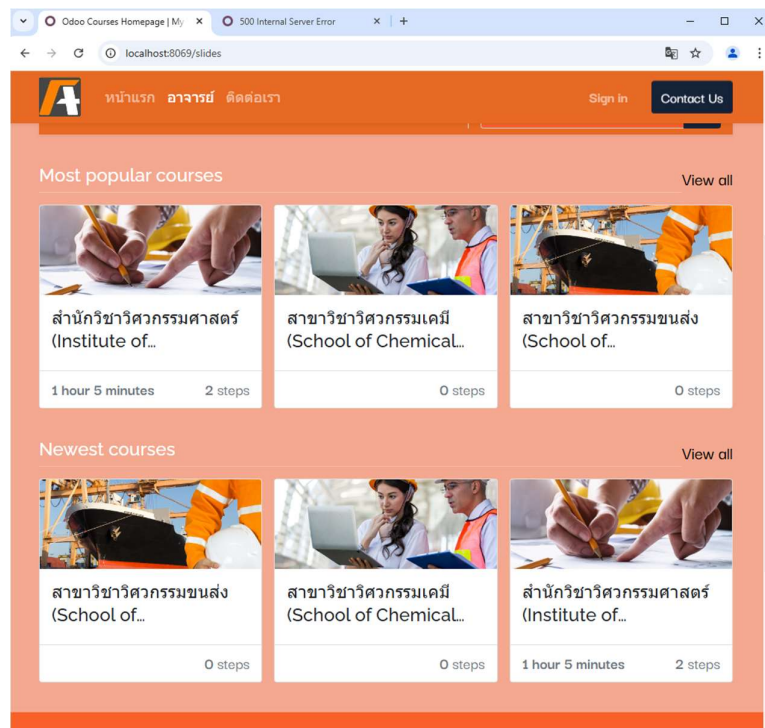 Odoo Courses Homepage | My
500 Internal Server Error
localhost:8069/slides
หน้าแรก อาจารย์ ติดต่อเรา
Sign in
Contact Us
Most popular courses
View all
สำนักวิชาวิศวกรรมศาสตร์
(Institute of...
1 hour 5 minutes 2 steps
สาขาวิชาวิศวกรรมเคมี
(School of Chemical...
0 steps
สาขาวิชาวิศวกรรมขนส่ง
(School of...
0 steps
Newest courses
View all
สาขาวิชาวิศวกรรมขนส่ง
(School of...
0 steps
สาขาวิชาวิศวกรรมเคมี
(School of Chemical...
0 steps
สำนักวิชาวิศวกรรมศาสตร์
(Institute of...
1 hour 5 minutes 2 steps